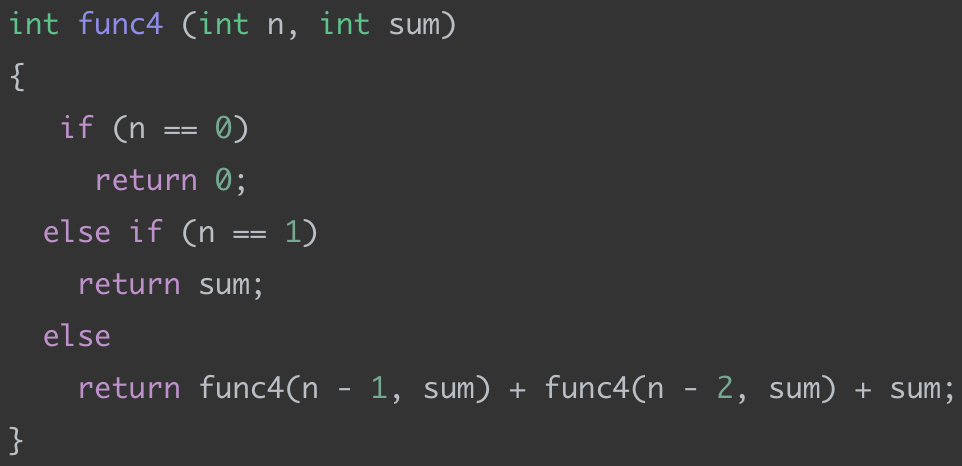 int func4 (int n, int sum)
{
   if (n == 0)
     return 0;
  else if (n == 1)
    return sum;
  else
    return func4(n - 1, sum) + func4(n - 2, sum) + sum;
}